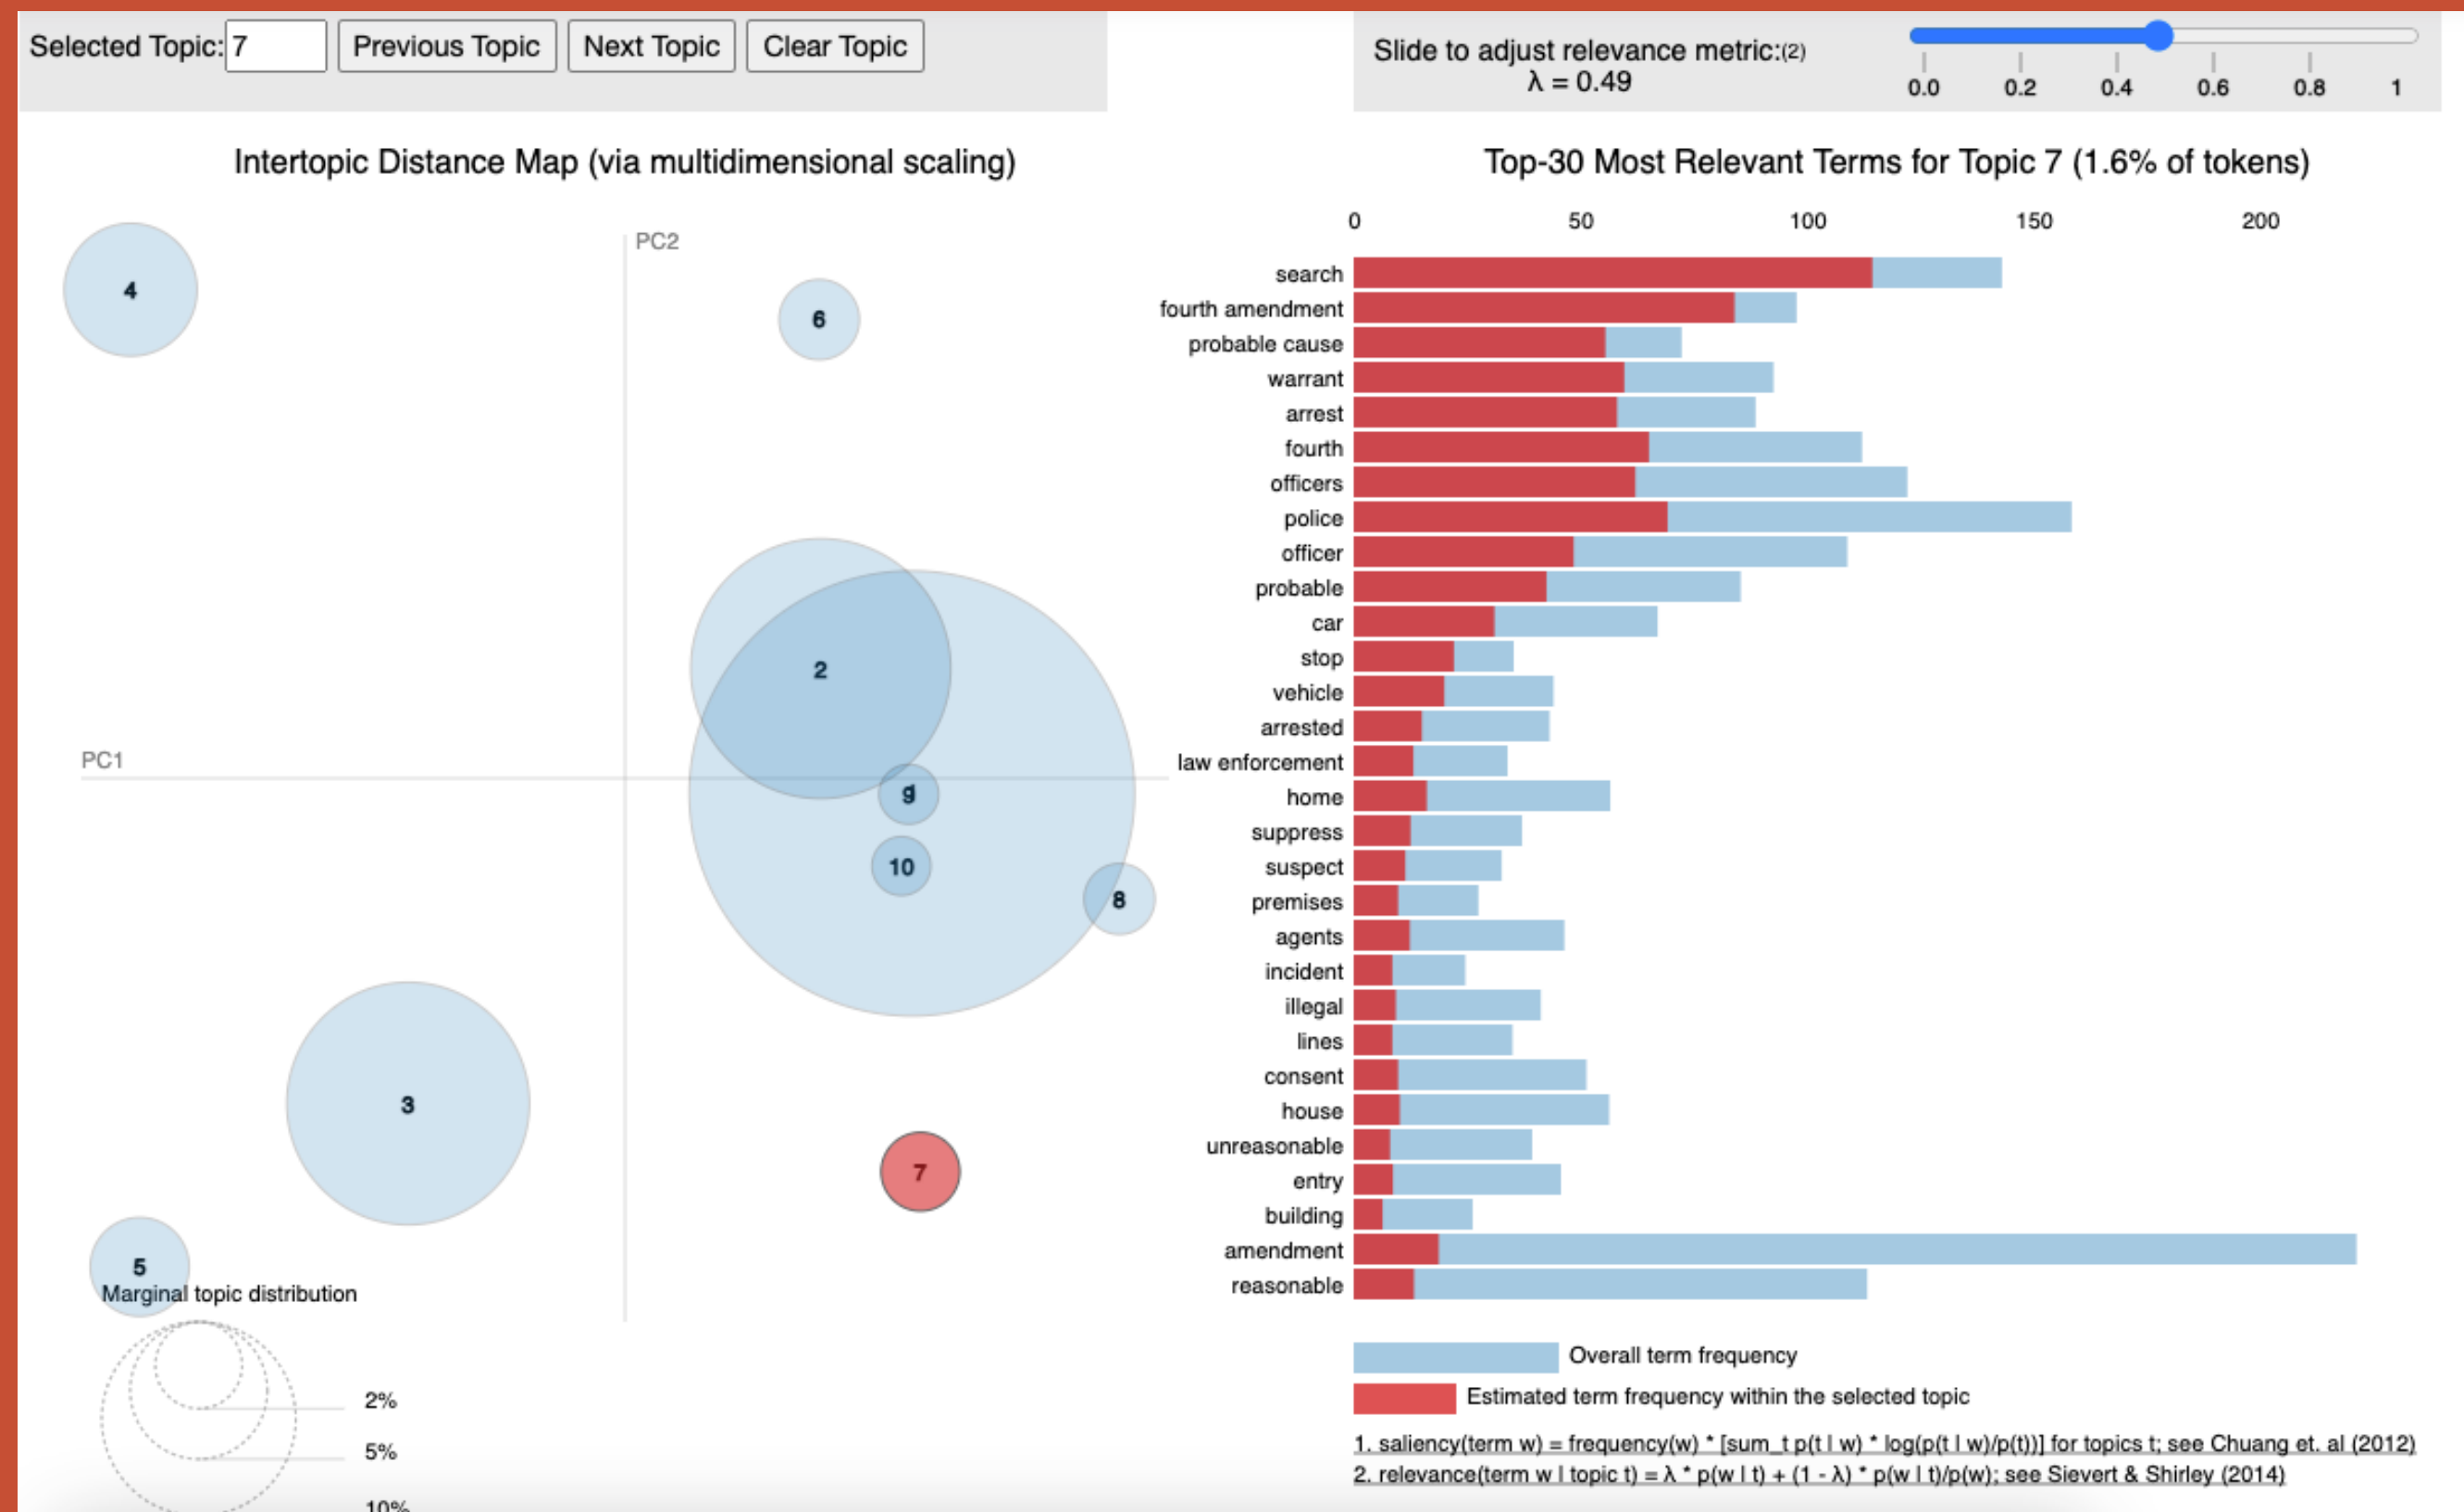 Selected Topic: 7 Previous Topic Next Topic Clear Topic
Slide to adjust relevance metric:(2)
λ = 0.49
0.0 0.2 0.4 0.6 0.8 1
Intertopic Distance Map (via multidimensional scaling)
PC2
PC1
4
6
2
9
10
8
3
7
5
Marginal topic distribution
2%
5%
10%
Top-30 Most Relevant Terms for Topic 7 (1.6% of tokens)
0 50 100 150 200
search
fourth amendment
probable cause
warrant
arrest
fourth
officers
police
officer
probable
car
stop
vehicle
arrested
law enforcement
home
suppress
suspect
premises
agents
incident
illegal
lines
consent
house
unreasonable
entry
building
amendment
reasonable
Overall term frequency
Estimated term frequency within the selected topic
1. saliency(term w) = frequency(w) * [sum_t p(t | w) * log(p(t | w)/p(t))] for topics t; see Chuang et. al (2012)
2. relevance(term w | topic t) = λ * p(w | t) + (1 - λ) * p(w | t)/p(w); see Sievert & Shirley (2014)